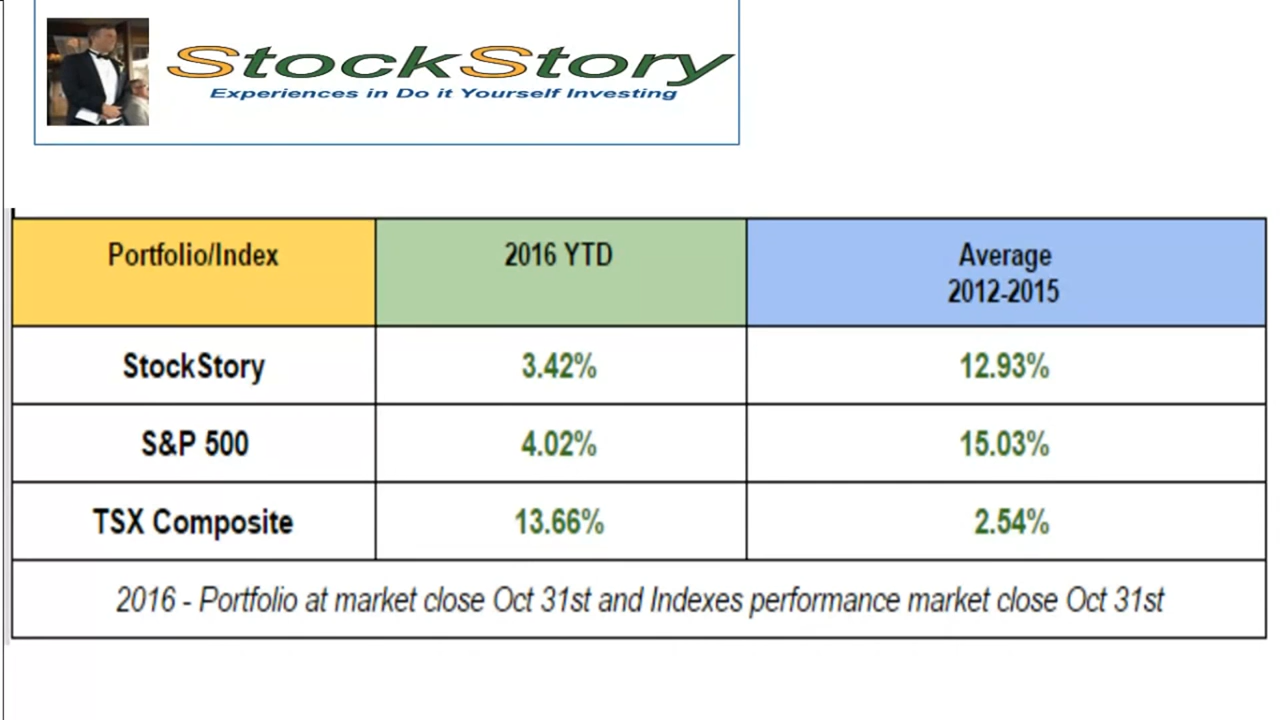 StockStory
Experiences in Do it Yourself Investing
Portfolio/Index 2016 YTD Average
2012-2015
StockStory 3.42% 12.93%
S&P 500 4.02% 15.03%
TSX Composite 13.66% 2.54%
2016 - Portfolio at market close Oct 31st and Indexes performance market close Oct 31st